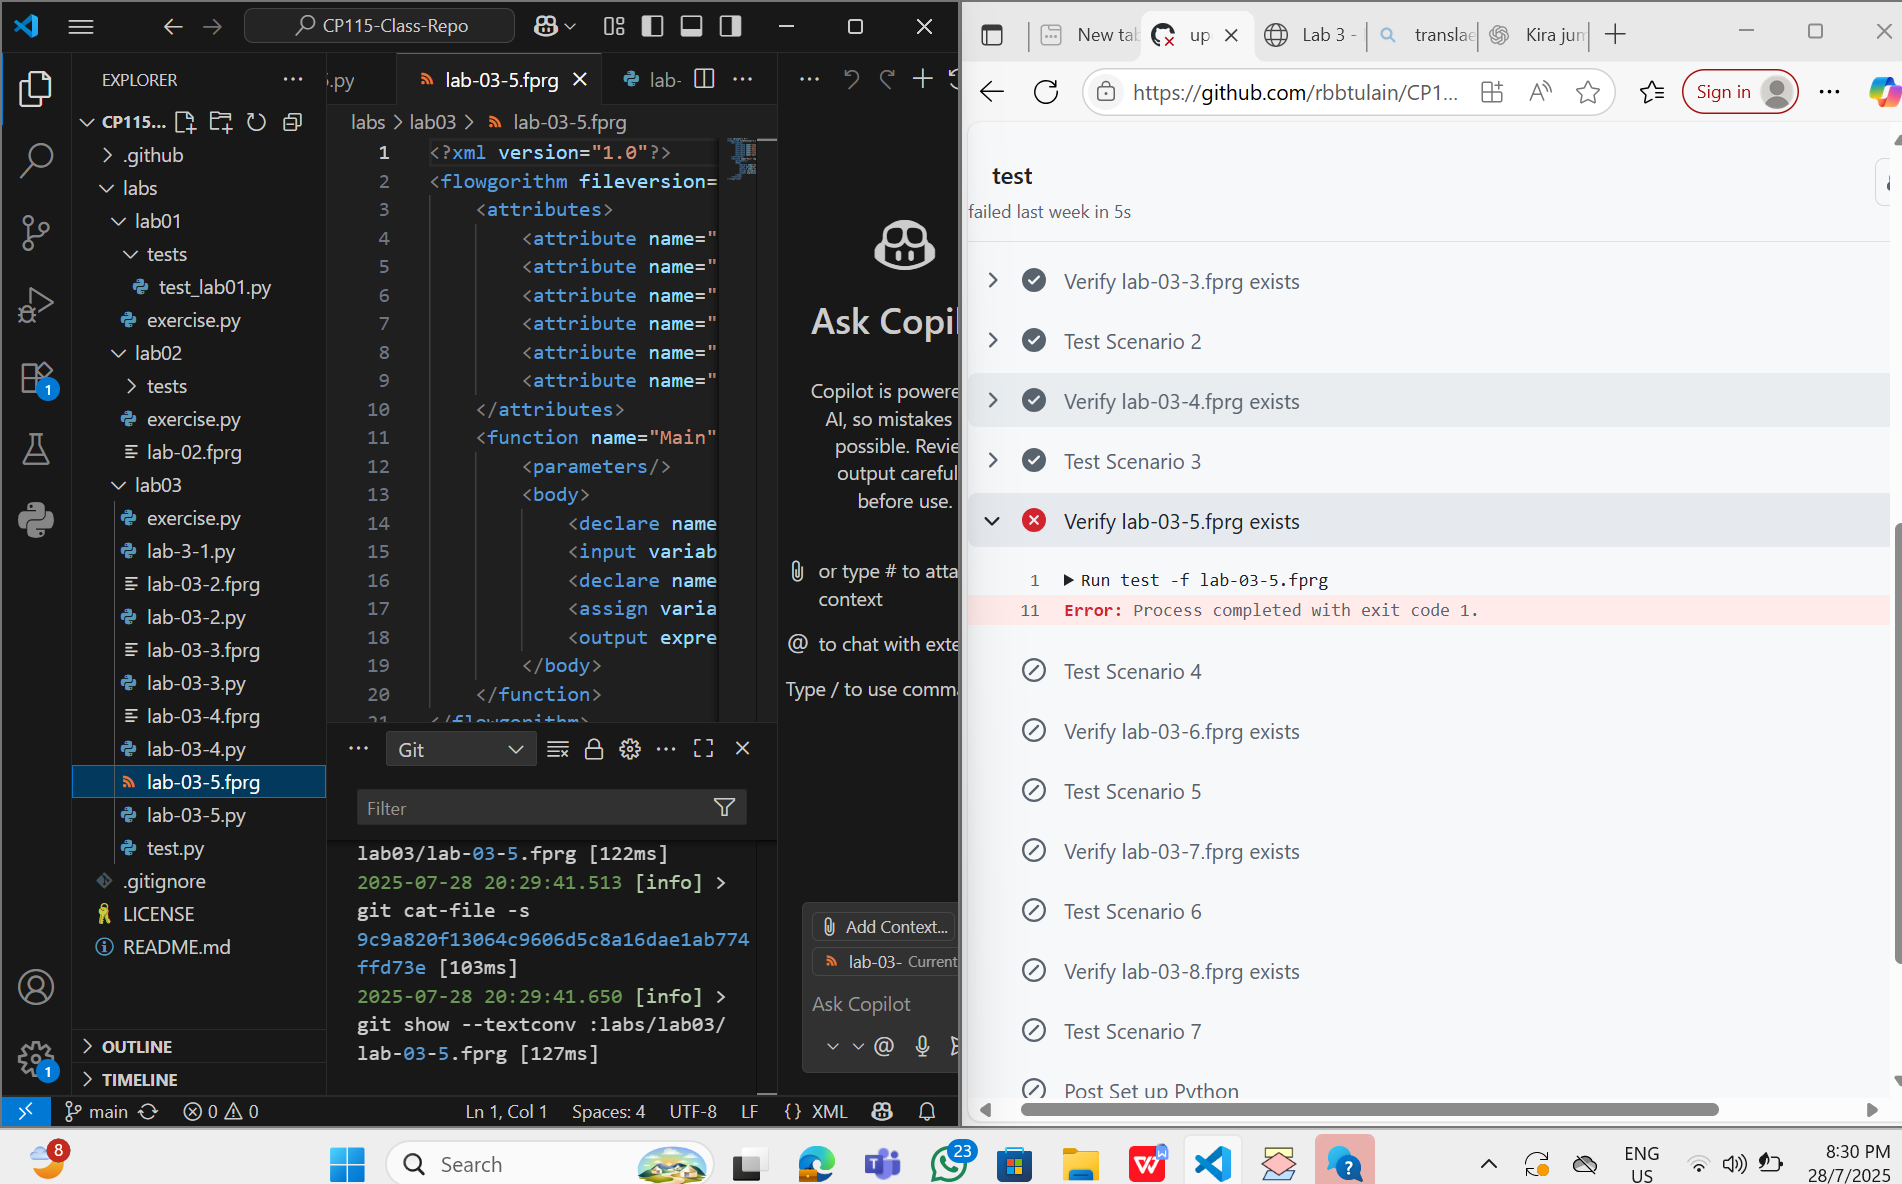 CP115-Class-Repo
EXPLORER
CP115...
.github
labs
lab01
tests
test_lab01.py
exercise.py
lab02
tests
exercise.py
lab-02.fprg
lab03
exercise.py
lab-3-1.py
lab-03-2.fprg
lab-03-2.py
lab-03-3.fprg
lab-03-3.py
lab-03-4.fprg
lab-03-4.py
lab-03-5.fprg
lab-03-5.py
test.py
.gitignore
LICENSE
README.md
OUTLINE
TIMELINE
1
1
.py
lab-03-5.fprg
lab-
labs > lab03 > lab-03-5.fprg
1 <?xml version="1.0"?>
2 <flowgorithm fileversion=
3 <attributes>
4 <attribute name="
5 <attribute name="
6 <attribute name="
7 <attribute name="
8 <attribute name="
9 <attribute name="
10 </attributes>
11 <function name="Main"
12 <parameters/>
13 <body>
14 <declare name
15 <input variab
16 <declare name
17 <assign varia
18 <output expre
19 </body>
20 </function>
21 </flowgorithm>
Git
Filter
lab03/lab-03-5.fprg [122ms]
2025-07-28 20:29:41.513 [info] >
git cat-file -s
9c9a820f13064c9606d5c8a16dae1ab774
ffd73e [103ms]
2025-07-28 20:29:41.650 [info] >
git show --textconv :labs/lab03/
lab-03-5.fprg [127ms]
Ask Copil
Copilot is powere
AI, so mistakes
possible. Revie
output careful
before use.
or type # to atta
context
@ to chat with exte
Type / to use comma
Add Context...
lab-03- Current
Ask Copilot
@
main
0
0
Ln 1, Col 1
Spaces: 4
UTF-8
LF
{} XML
New tab
up
Lab 3 -
translae
Kira jum
https://github.com/rbbtulain/CP1...
Sign in
test
failed last week in 5s
Verify lab-03-3.fprg exists
Test Scenario 2
Verify lab-03-4.fprg exists
Test Scenario 3
Verify lab-03-5.fprg exists
1 Run test -f lab-03-5.fprg
11 Error: Process completed with exit code 1.
Test Scenario 4
Verify lab-03-6.fprg exists
Test Scenario 5
Verify lab-03-7.fprg exists
Test Scenario 6
Verify lab-03-8.fprg exists
Test Scenario 7
Post Set up Python
8
Search
23
ENG
US
8:30 PM
28/7/2025